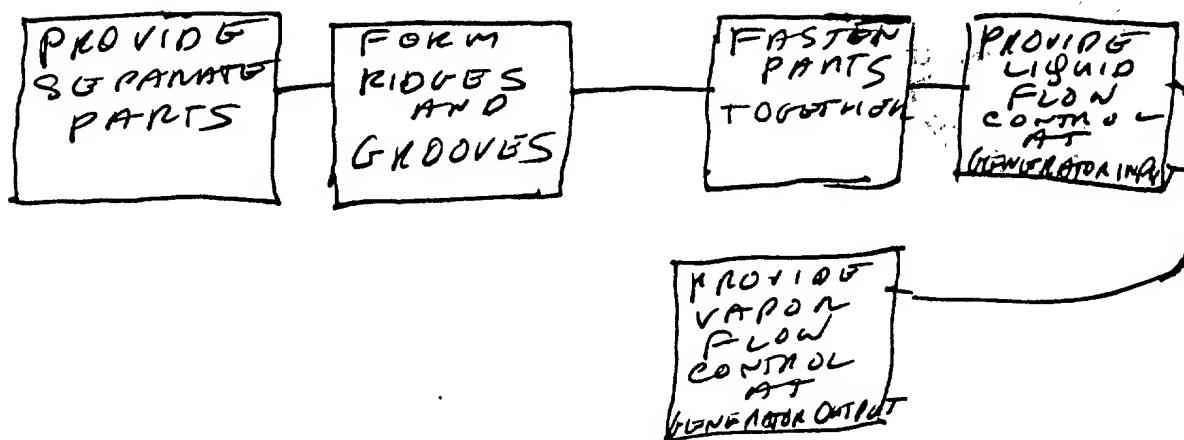 PROVIDE
SEPARATE
PARTS
FORM
RIDGES
AND
GROOVES
FASTEN
PARTS
TOGETHER
PROVIDE
LIQUID
FLOW
CONTROL
AT
GENERATOR INPUT
PROVIDE
VAPOR
FLOW
CONTROL
AT
GENERATOR OUTPUT